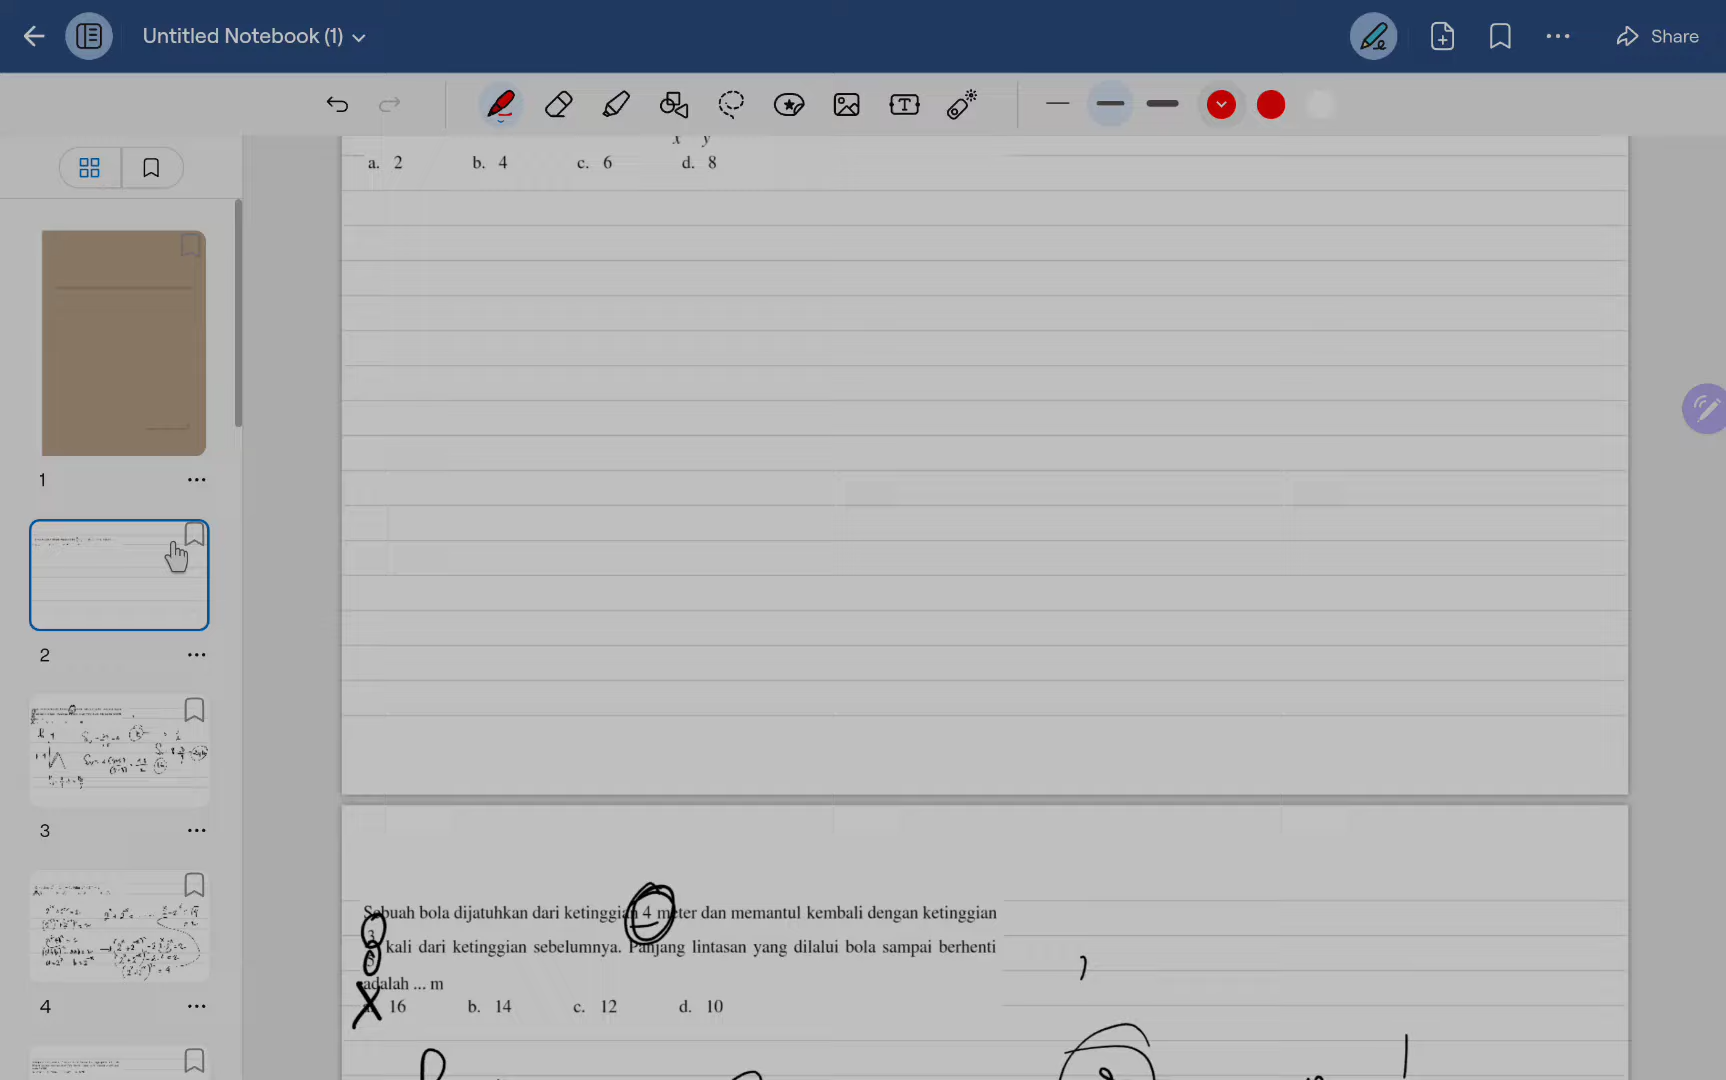 Untitled Notebook (1)
Share
x y
a. 2 b. 4 c. 6 d. 8
1
2
3
4
Sebuah bola dijatuhkan dari ketinggian 4 meter dan memantul kembali dengan ketinggian
3
5
kali dari ketinggian sebelumnya. Panjang lintasan yang dilalui bola sampai berhenti
adalah ... m
a. 16 b. 14 c. 12 d. 10